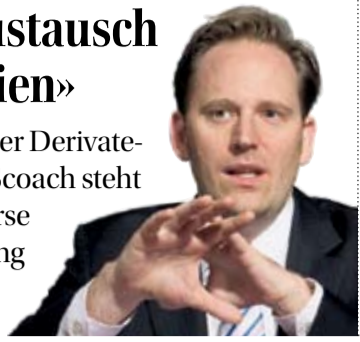 ustausch
ien»
er Derivate-
Scoach steht
rse
ng